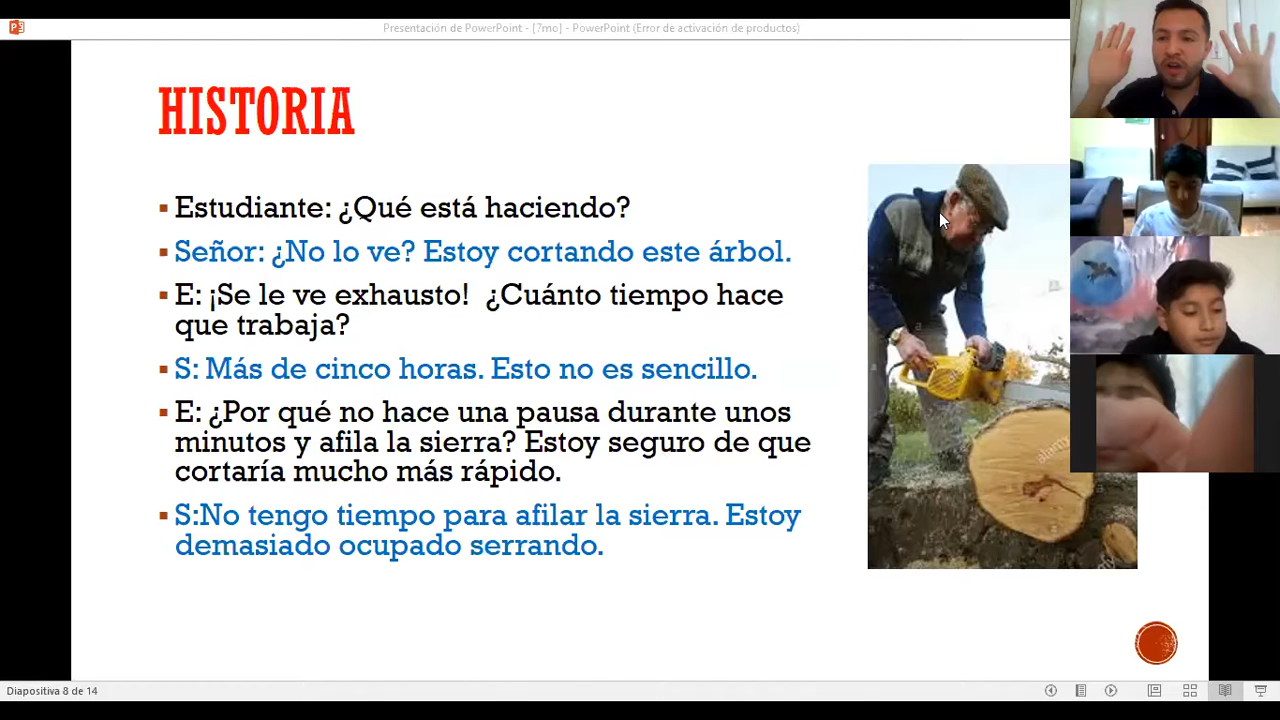 Presentación de PowerPoint - [7mo] - PowerPoint (Error de activación de productos)
HISTORIA
▪ Estudiante: ¿Qué está haciendo?
▪ Señor: ¿No lo ve? Estoy cortando este árbol.
▪ E: ¡Se le ve exhausto! ¿Cuánto tiempo hace
que trabaja?
▪ S: Más de cinco horas. Esto no es sencillo.
▪ E: ¿Por qué no hace una pausa durante unos
minutos y afila la sierra? Estoy seguro de que
cortaría mucho más rápido.
▪ S:No tengo tiempo para afilar la sierra. Estoy
demasiado ocupado serrando.
Diapositiva 8 de 14